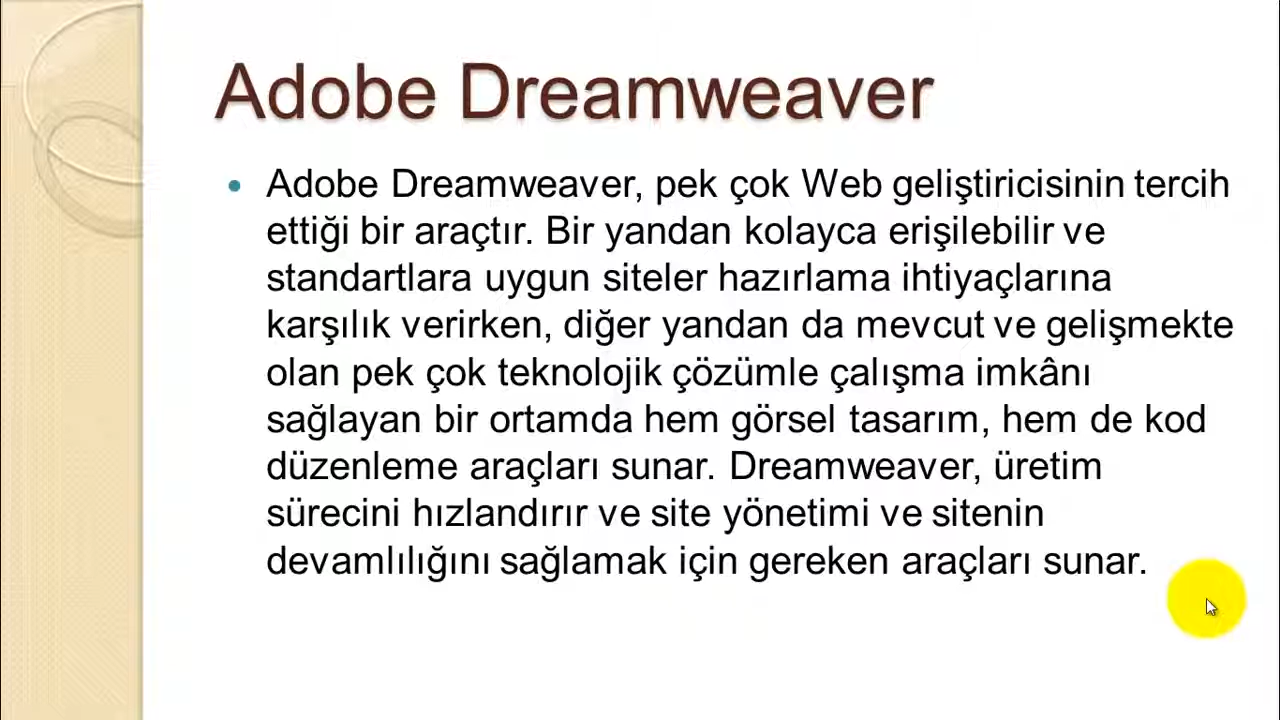 Adobe Dreamweaver
• Adobe Dreamweaver, pek çok Web geliştiricisinin tercih
ettiği bir araçtır. Bir yandan kolayca erişilebilir ve
standartlara uygun siteler hazırlama ihtiyaçlarına
karşılık verirken, diğer yandan da mevcut ve gelişmekte
olan pek çok teknolojik çözümle çalışma imkânı
sağlayan bir ortamda hem görsel tasarım, hem de kod
düzenleme araçları sunar. Dreamweaver, üretim
sürecini hızlandırır ve site yönetimi ve sitenin
devamlılığını sağlamak için gereken araçları sunar.